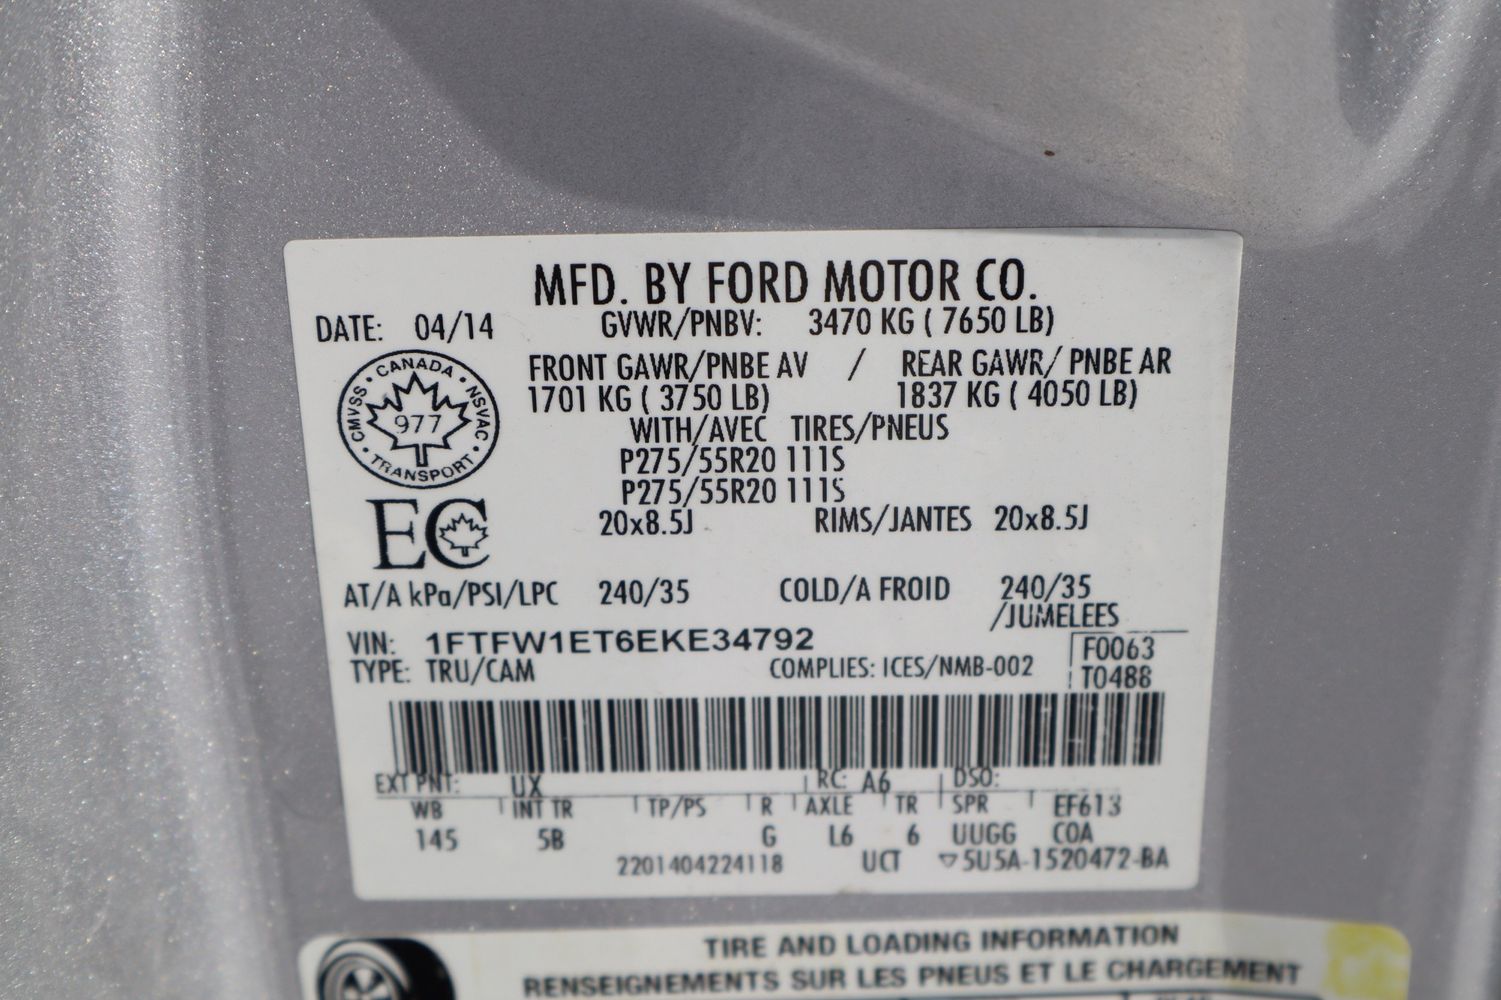 MFD. BY FORD MOTOR CO.
DATE: 04/14 GVWR/PNBV: 3470 KG ( 7650 LB)
FRONT GAWR/PNBE AV / REAR GAWR/ PNBE AR
1701 KG ( 3750 LB) 1837 KG ( 4050 LB)
WITH/AVEC TIRES/PNEUS
P275/55R20 111S
P275/55R20 111S
20x8.5J RIMS/JANTES 20x8.5J
CMVSS • CANADA • NSVAC • TRANSPORT •
977
EC
AT/A kPa/PSI/LPC 240/35 COLD/A FROID 240/35
/JUMELEES
VIN: 1FTFW1ET6EKE34792 F0063
TYPE: TRU/CAM COMPLIES: ICES/NMB-002 T0488
EXT PNT: UX RC: A6 DSO:
WB INT TR TP/PS R AXLE TR SPR EF613
145 5B G L6 6 UUGG COA
2201404224118 UCT ▽5U5A-1520472-BA
TIRE AND LOADING INFORMATION
RENSEIGNEMENTS SUR LES PNEUS ET LE CHARGEMENT